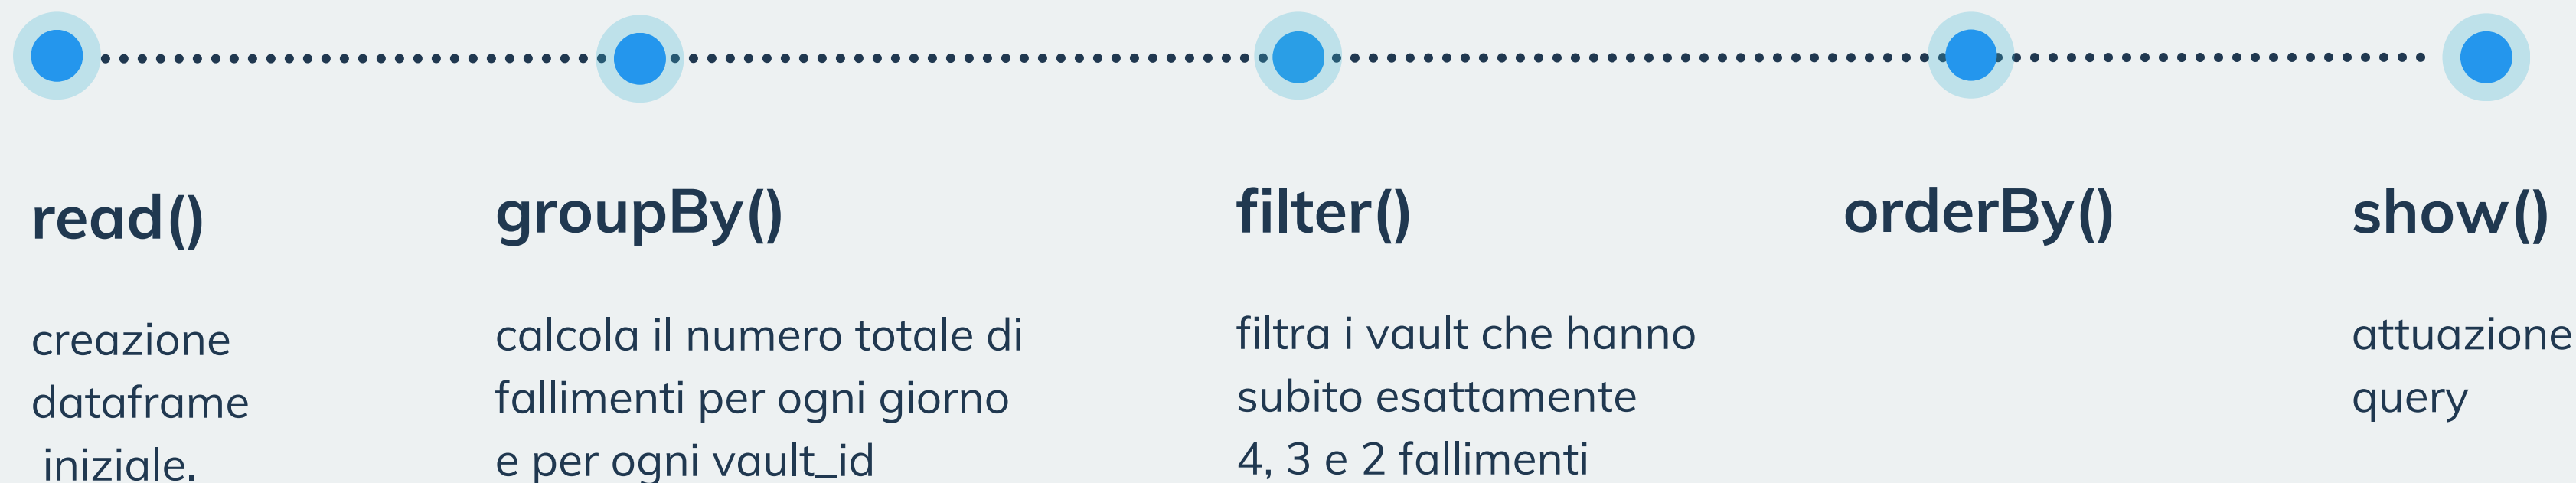 read()
creazione
dataframe
iniziale.
groupBy()
calcola il numero totale di
fallimenti per ogni giorno
e per ogni vault_id
filter()
filtra i vault che hanno
subito esattamente
4, 3 e 2 fallimenti
orderBy()
show()
attuazione
query